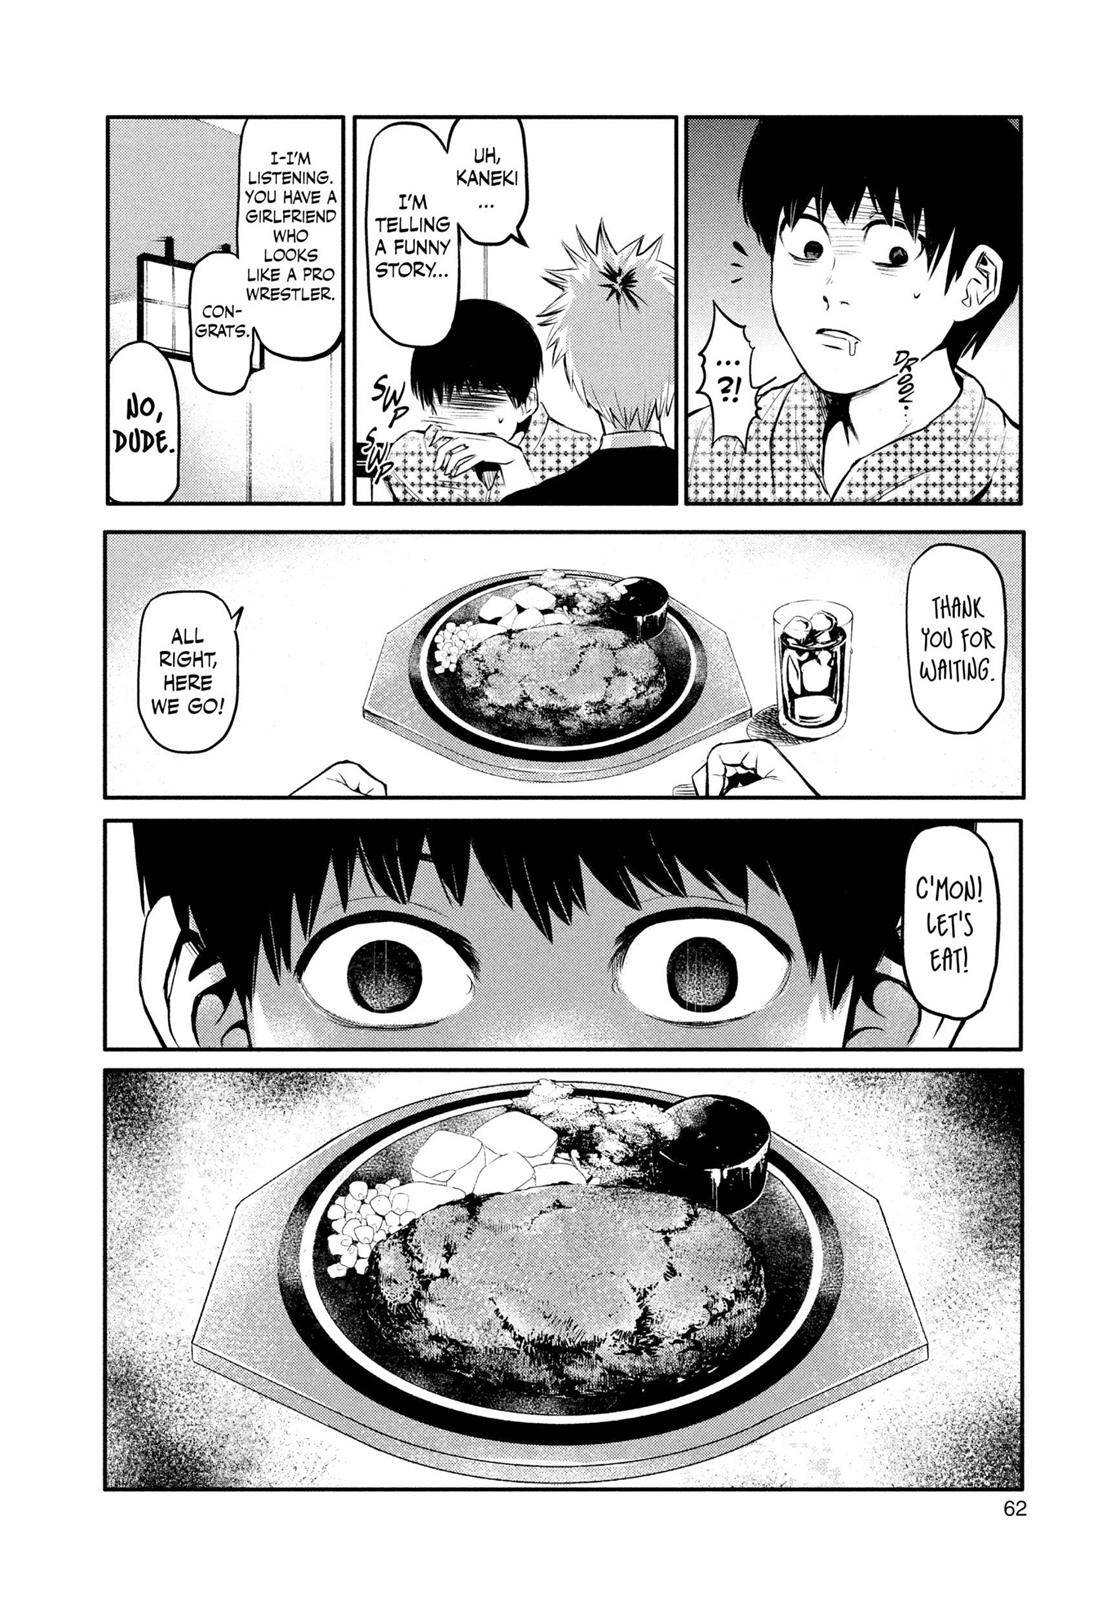 ...
?!
DROOL...
UH,
KANEKI
...
I'M
TELLING
A FUNNY
STORY...
SWP
SWP
I-I'M
LISTENING.
YOU HAVE A
GIRLFRIEND
WHO
LOOKS
LIKE A PRO
WRESTLER.
CON-
GRATS.
NO,
DUDE.
THANK
YOU FOR
WAITING.
ALL
RIGHT,
HERE
WE GO!
C'MON!
LET'S
EAT!
62